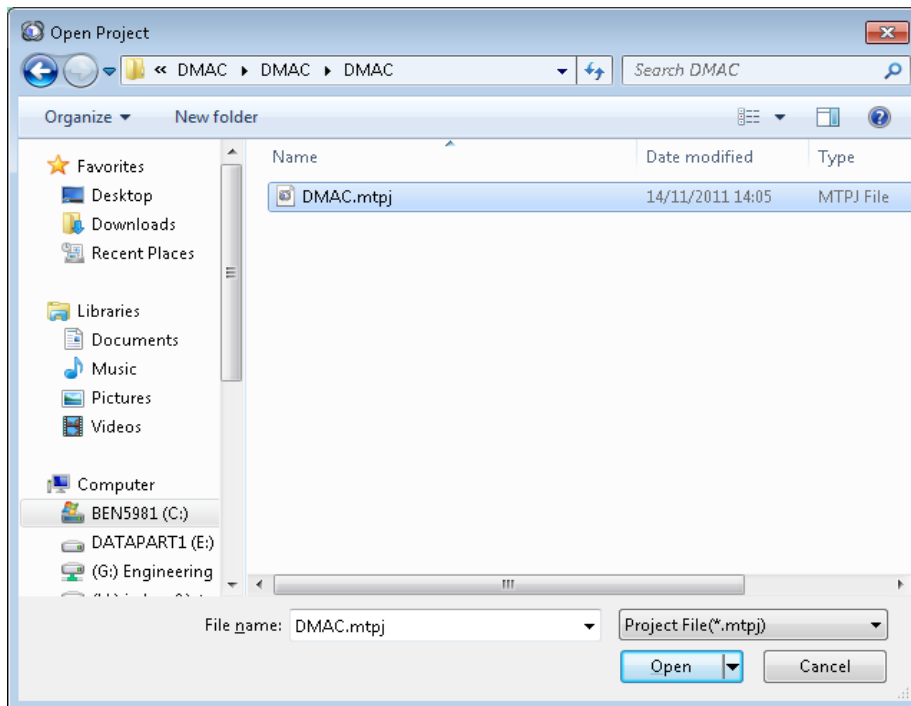 Open Project
« DMAC ▸ DMAC ▸ DMAC
Search DMAC
Organize
New folder
Name
Date modified
Type
DMAC.mtpj
14/11/2011 14:05
MTPJ File
Favorites
Desktop
Downloads
Recent Places
Libraries
Documents
Music
Pictures
Videos
Computer
BEN5981 (C:)
DATAPART1 (E:)
(G:) Engineering
File name:
DMAC.mtpj
Project File(*.mtpj)
Open
Cancel